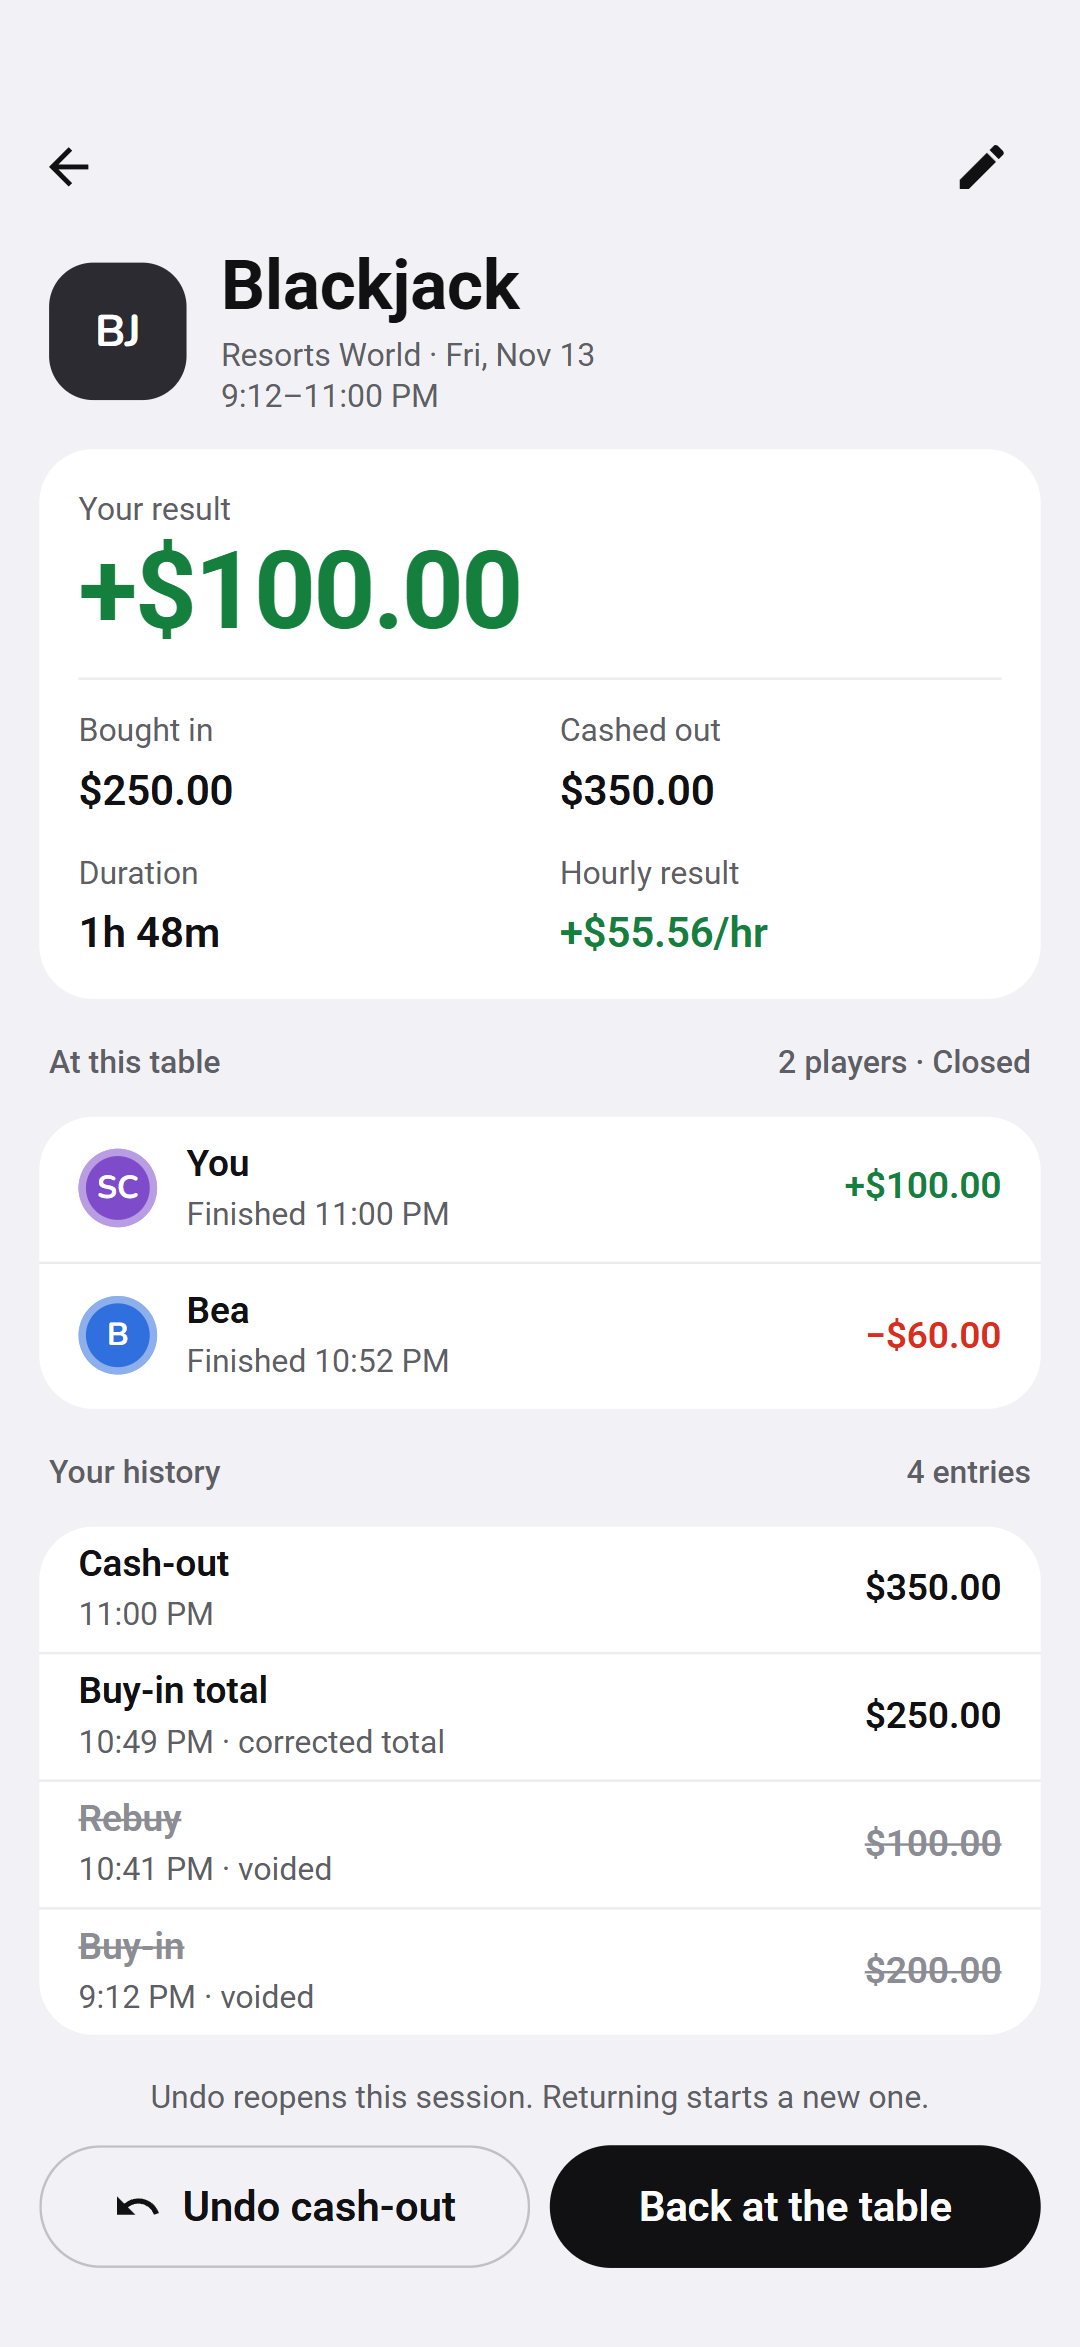 BJ
Blackjack
Resorts World · Fri, Nov 13
9:12–11:00 PM
Your result
+$100.00
Bought in
Cashed out
$250.00
$350.00
Duration
Hourly result
1h 48m
+$55.56/hr
At this table
2 players · Closed
SC
You
Finished 11:00 PM
+$100.00
B
Bea
Finished 10:52 PM
−$60.00
Your history
4 entries
Cash-out
11:00 PM
$350.00
Buy-in total
10:49 PM · corrected total
$250.00
Rebuy
10:41 PM · voided
$100.00
Buy-in
9:12 PM · voided
$200.00
Undo reopens this session. Returning starts a new one.
Undo cash-out
Back at the table